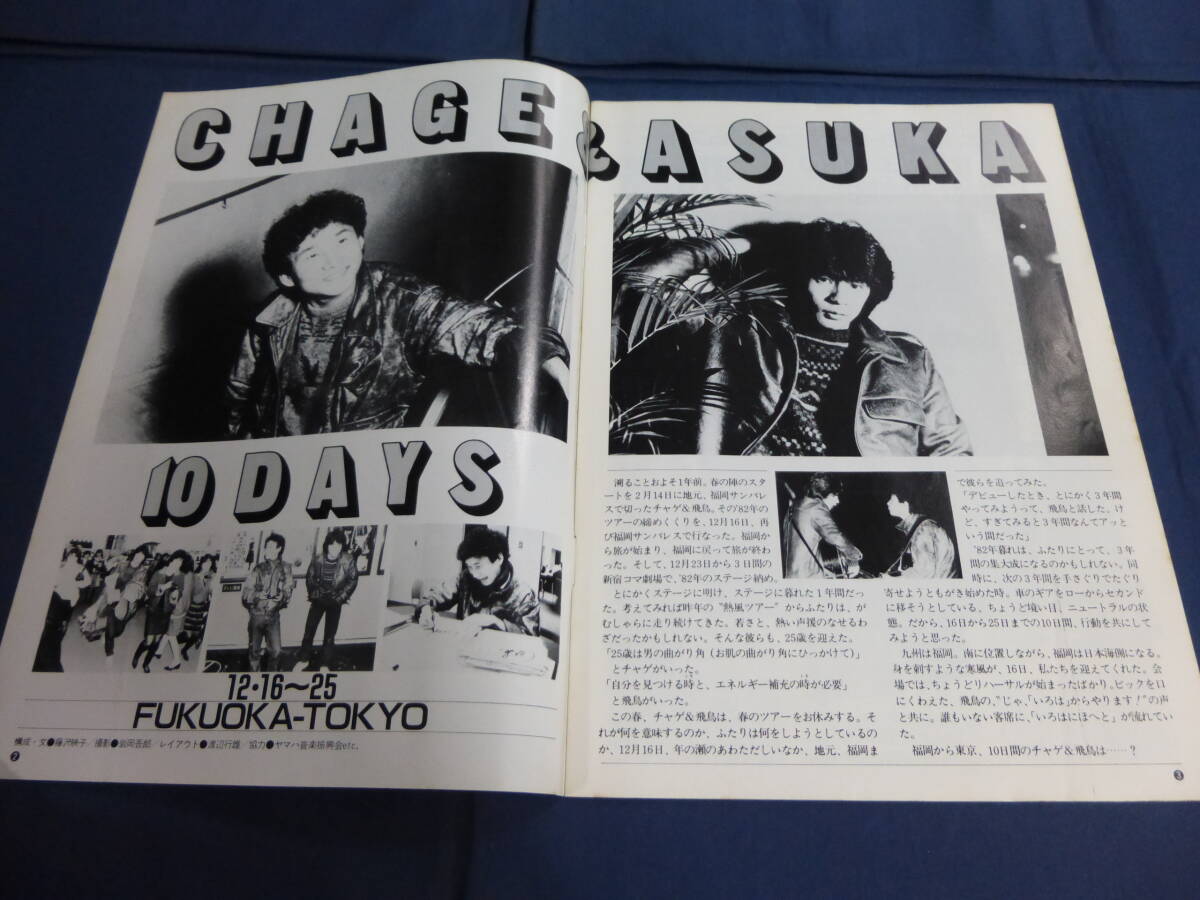 CHAGE & ASUKA
10 DAYS
12・16〜25
FUKUOKA-TOKYO
構成・文●藤沢映子／撮影●岩岡吾郎／レイアウト●渡辺行雄／協力●ヤマハ音楽振興会etc.
❷
溯ることおよそ1年前。春の陣のスタ
ートを2月14日に地元、福岡サンパレ
スで切ったチャゲ&飛鳥。その'82年の
ツアーの締めくくりを、12月16日、再
び福岡サンパレスで行なった。福岡か
ら旅が始まり、福岡に戻って旅が終わ
った。そして、12月23日から3日間の
新宿コマ劇場で、'82年のステージ納め。
とにかくステージに明け、ステージに暮れた1年間だっ
た。考えてみれば昨年の“熱風ツアー”からふたりは、が
むしゃらに走り続けてきた。若さと、熱い声援のなせるわ
ざだったかもしれない。そんな彼らも、25歳を迎えた。
「25歳は男の曲がり角（お肌の曲がり角にひっかけて）」
とチャゲがいった。
「自分を見つける時と、エネルギー補充の時が必要」
と飛鳥がいった。
この春、チャゲ&飛鳥は、春のツアーをお休みする。そ
れが何を意味するのか、ふたりは何をしようとしているの
か、12月16日、年の瀬のあわただしいなか、地元、福岡ま
で彼らを追ってみた。
「デビューしたとき、とにかく3年間
やってみようって、飛鳥と話した。け
ど、すぎてみると3年間なんてアッと
いう間だった」
'82年暮れは、ふたりにとって、3年
間の集大成になるのかもしれない。同
時に、次の3年間を手さぐりでたぐり
寄せようともがき始めた時。車のギアをローからセカンド
に移そうとしている、ちょうど境い目、ニュートラルの状
態。だから、16日から25日までの10日間、行動を共にして
みようと思った。
九州は福岡。南に位置しながら、福岡は日本海側になる。
身を刺すような寒風が、16日、私たちを迎えてくれた。会
場では、ちょうどリハーサルが始まったばかり。ピックを口
にくわえた、飛鳥の、“じゃ、「いろは」からやります！”の声
と共に。誰もいない客席に、「いろはにほへと」が流れてい
た。
福岡から東京、10日間のチャゲ&飛鳥は……？
❸